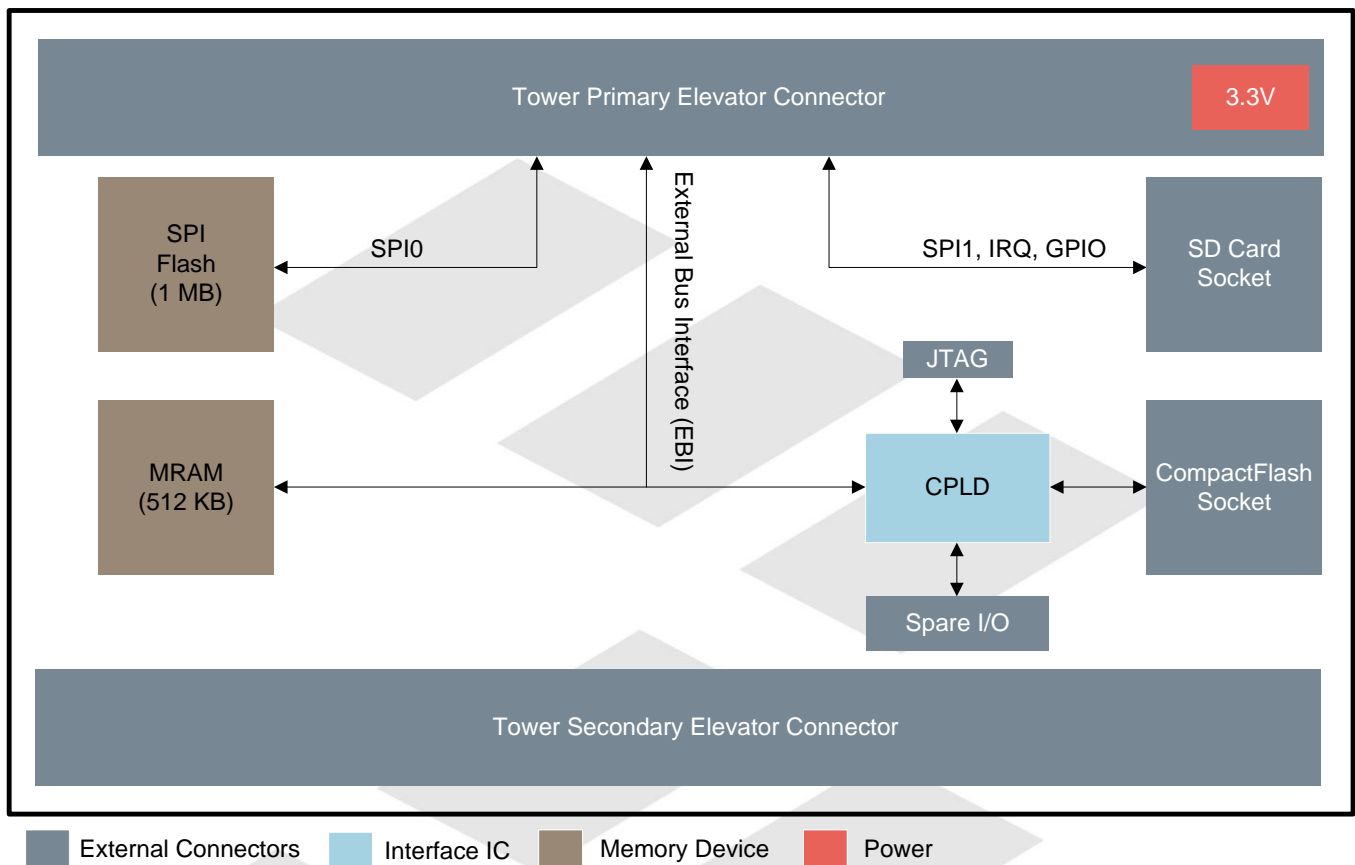 Tower Primary Elevator Connector
3.3V
SPI
Flash
(1 MB)
SPI0
External Bus Interface (EBI)
SPI1, IRQ, GPIO
SD Card
Socket
JTAG
MRAM
(512 KB)
CPLD
CompactFlash
Socket
Spare I/O
Tower Secondary Elevator Connector
External Connectors
Interface IC
Memory Device
Power